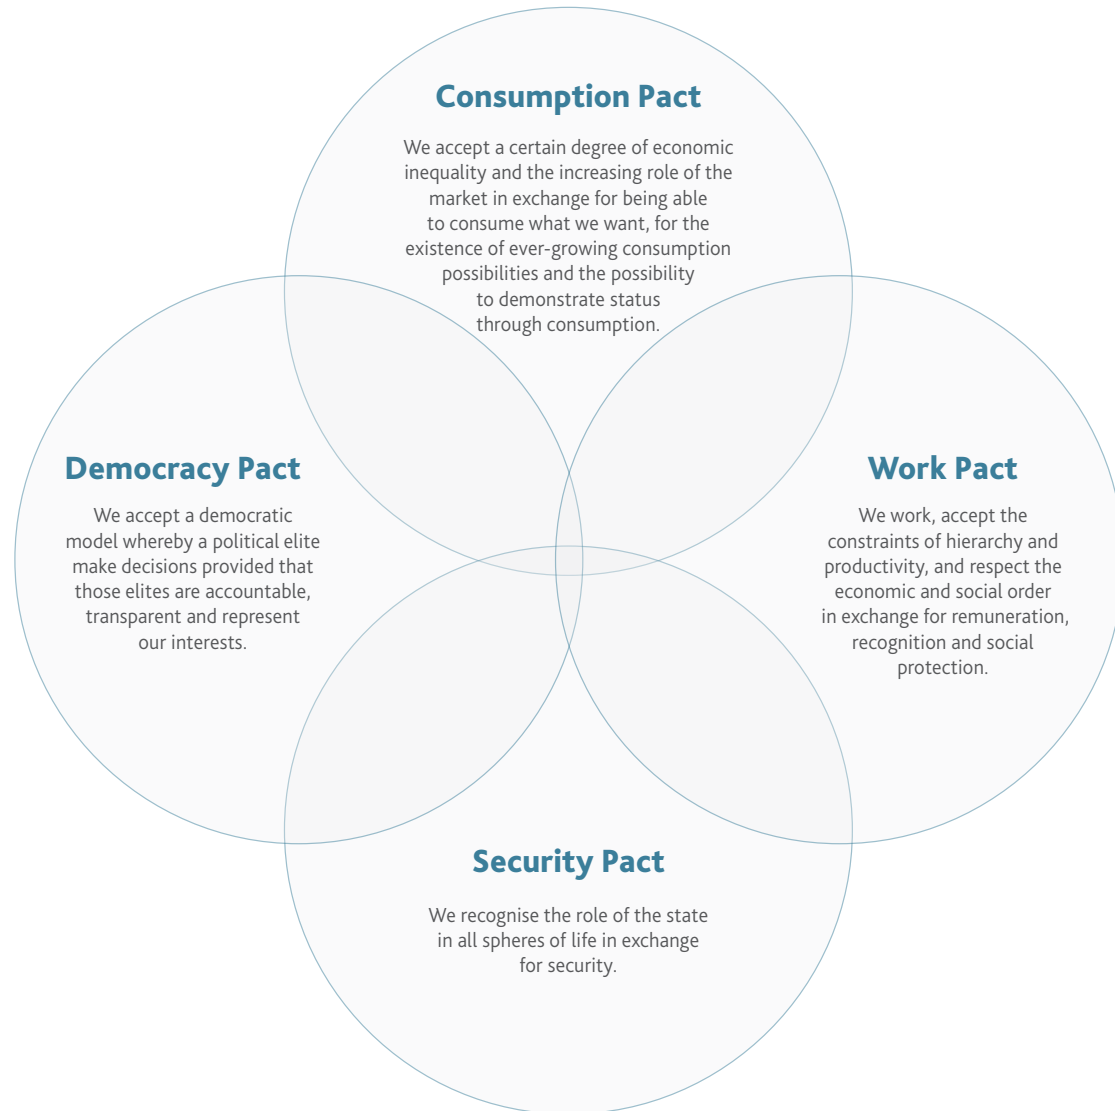 Consumption Pact
We accept a certain degree of economic
inequality and the increasing role of the
market in exchange for being able
to consume what we want, for the
existence of ever-growing consumption
possibilities and the possibility
to demonstrate status
through consumption.
Democracy Pact
We accept a democratic
model whereby a political elite
make decisions provided that
those elites are accountable,
transparent and represent
our interests.
Work Pact
We work, accept the
constraints of hierarchy and
productivity, and respect the
economic and social order
in exchange for remuneration,
recognition and social
protection.
Security Pact
We recognise the role of the state
in all spheres of life in exchange
for security.